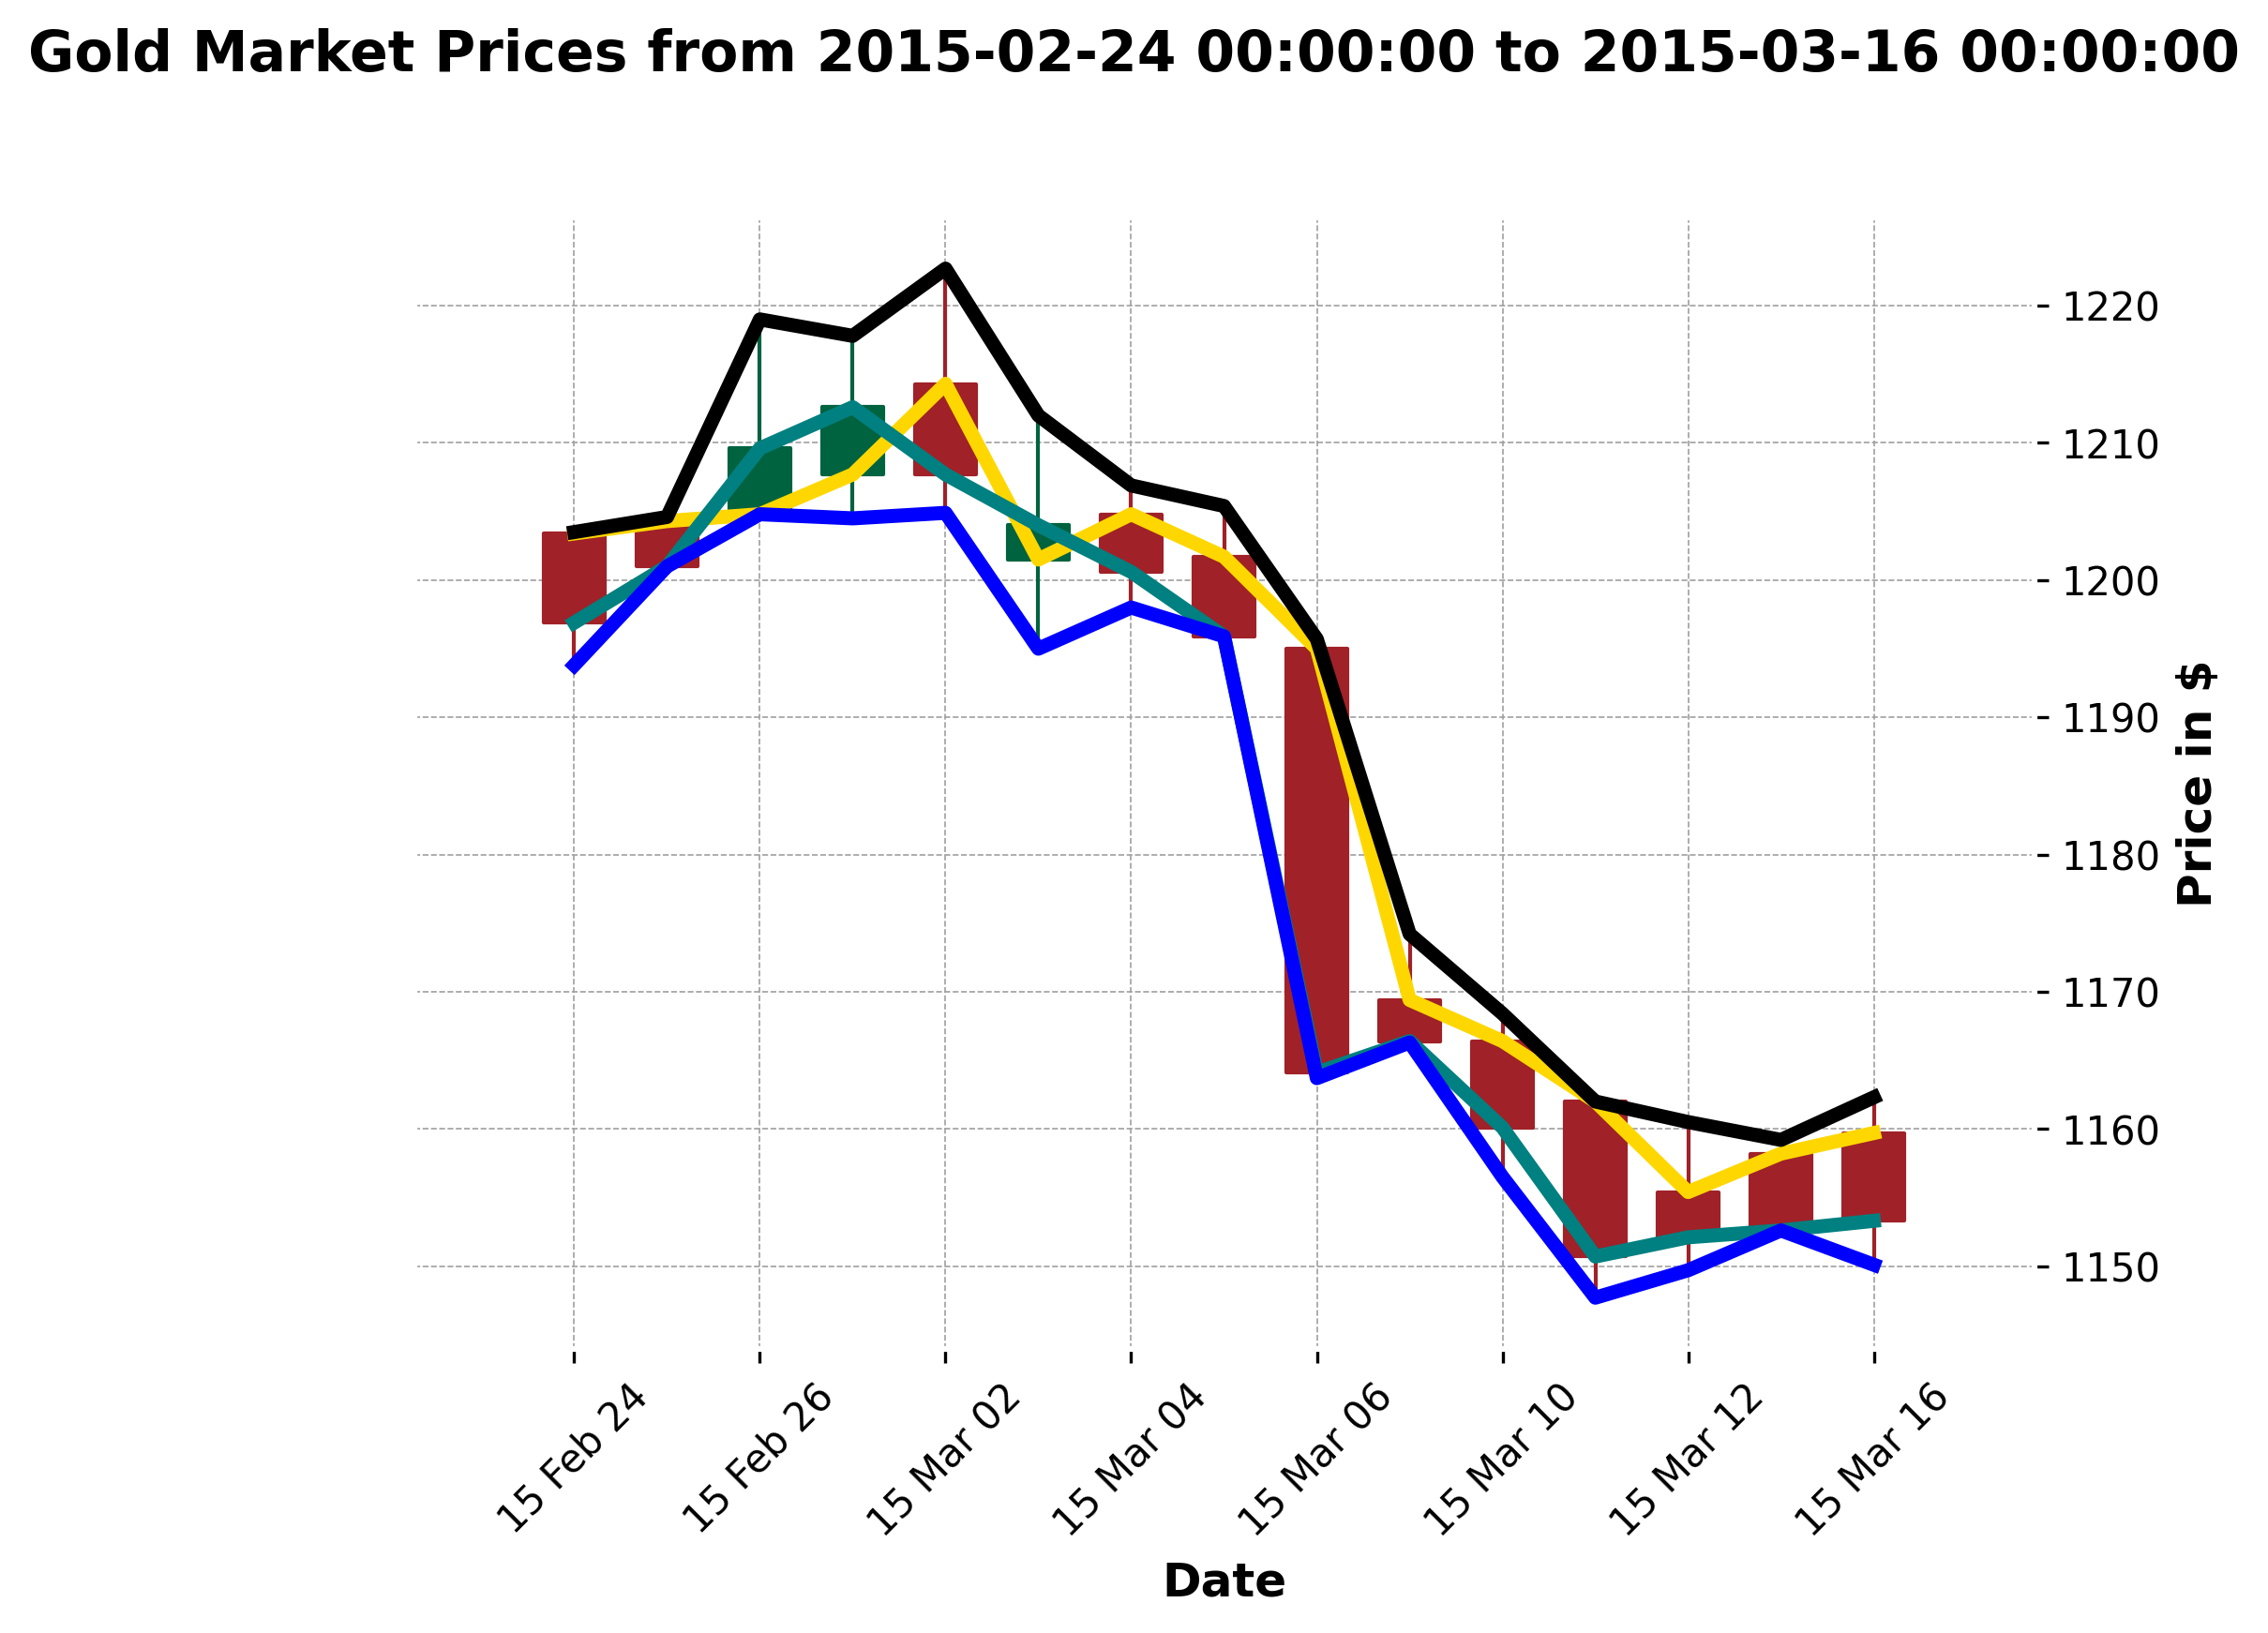 Gold Market Prices from 2015-02-24 00:00:00 to 2015-03-16 00:00:00
1220
1210
1200
1190
1180
1170
1160
1150
Price in $
15 Feb 24
15 Feb 26
15 Mar 02
15 Mar 04
15 Mar 06
15 Mar 10
15 Mar 12
15 Mar 16
Date